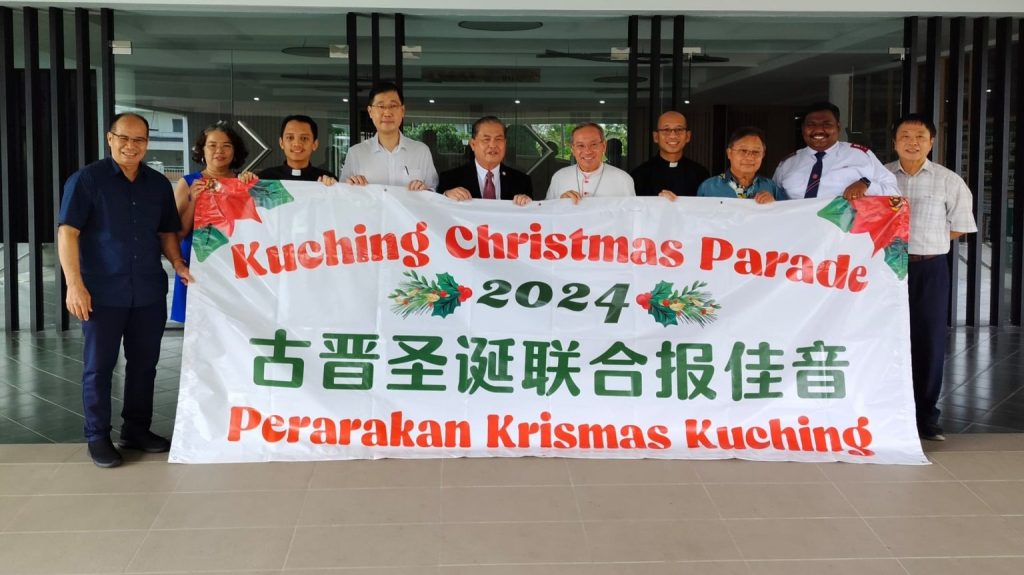 Kuching Christmas Parade
2024
古晋圣诞联合报佳音
Perarakan Krismas Kuching